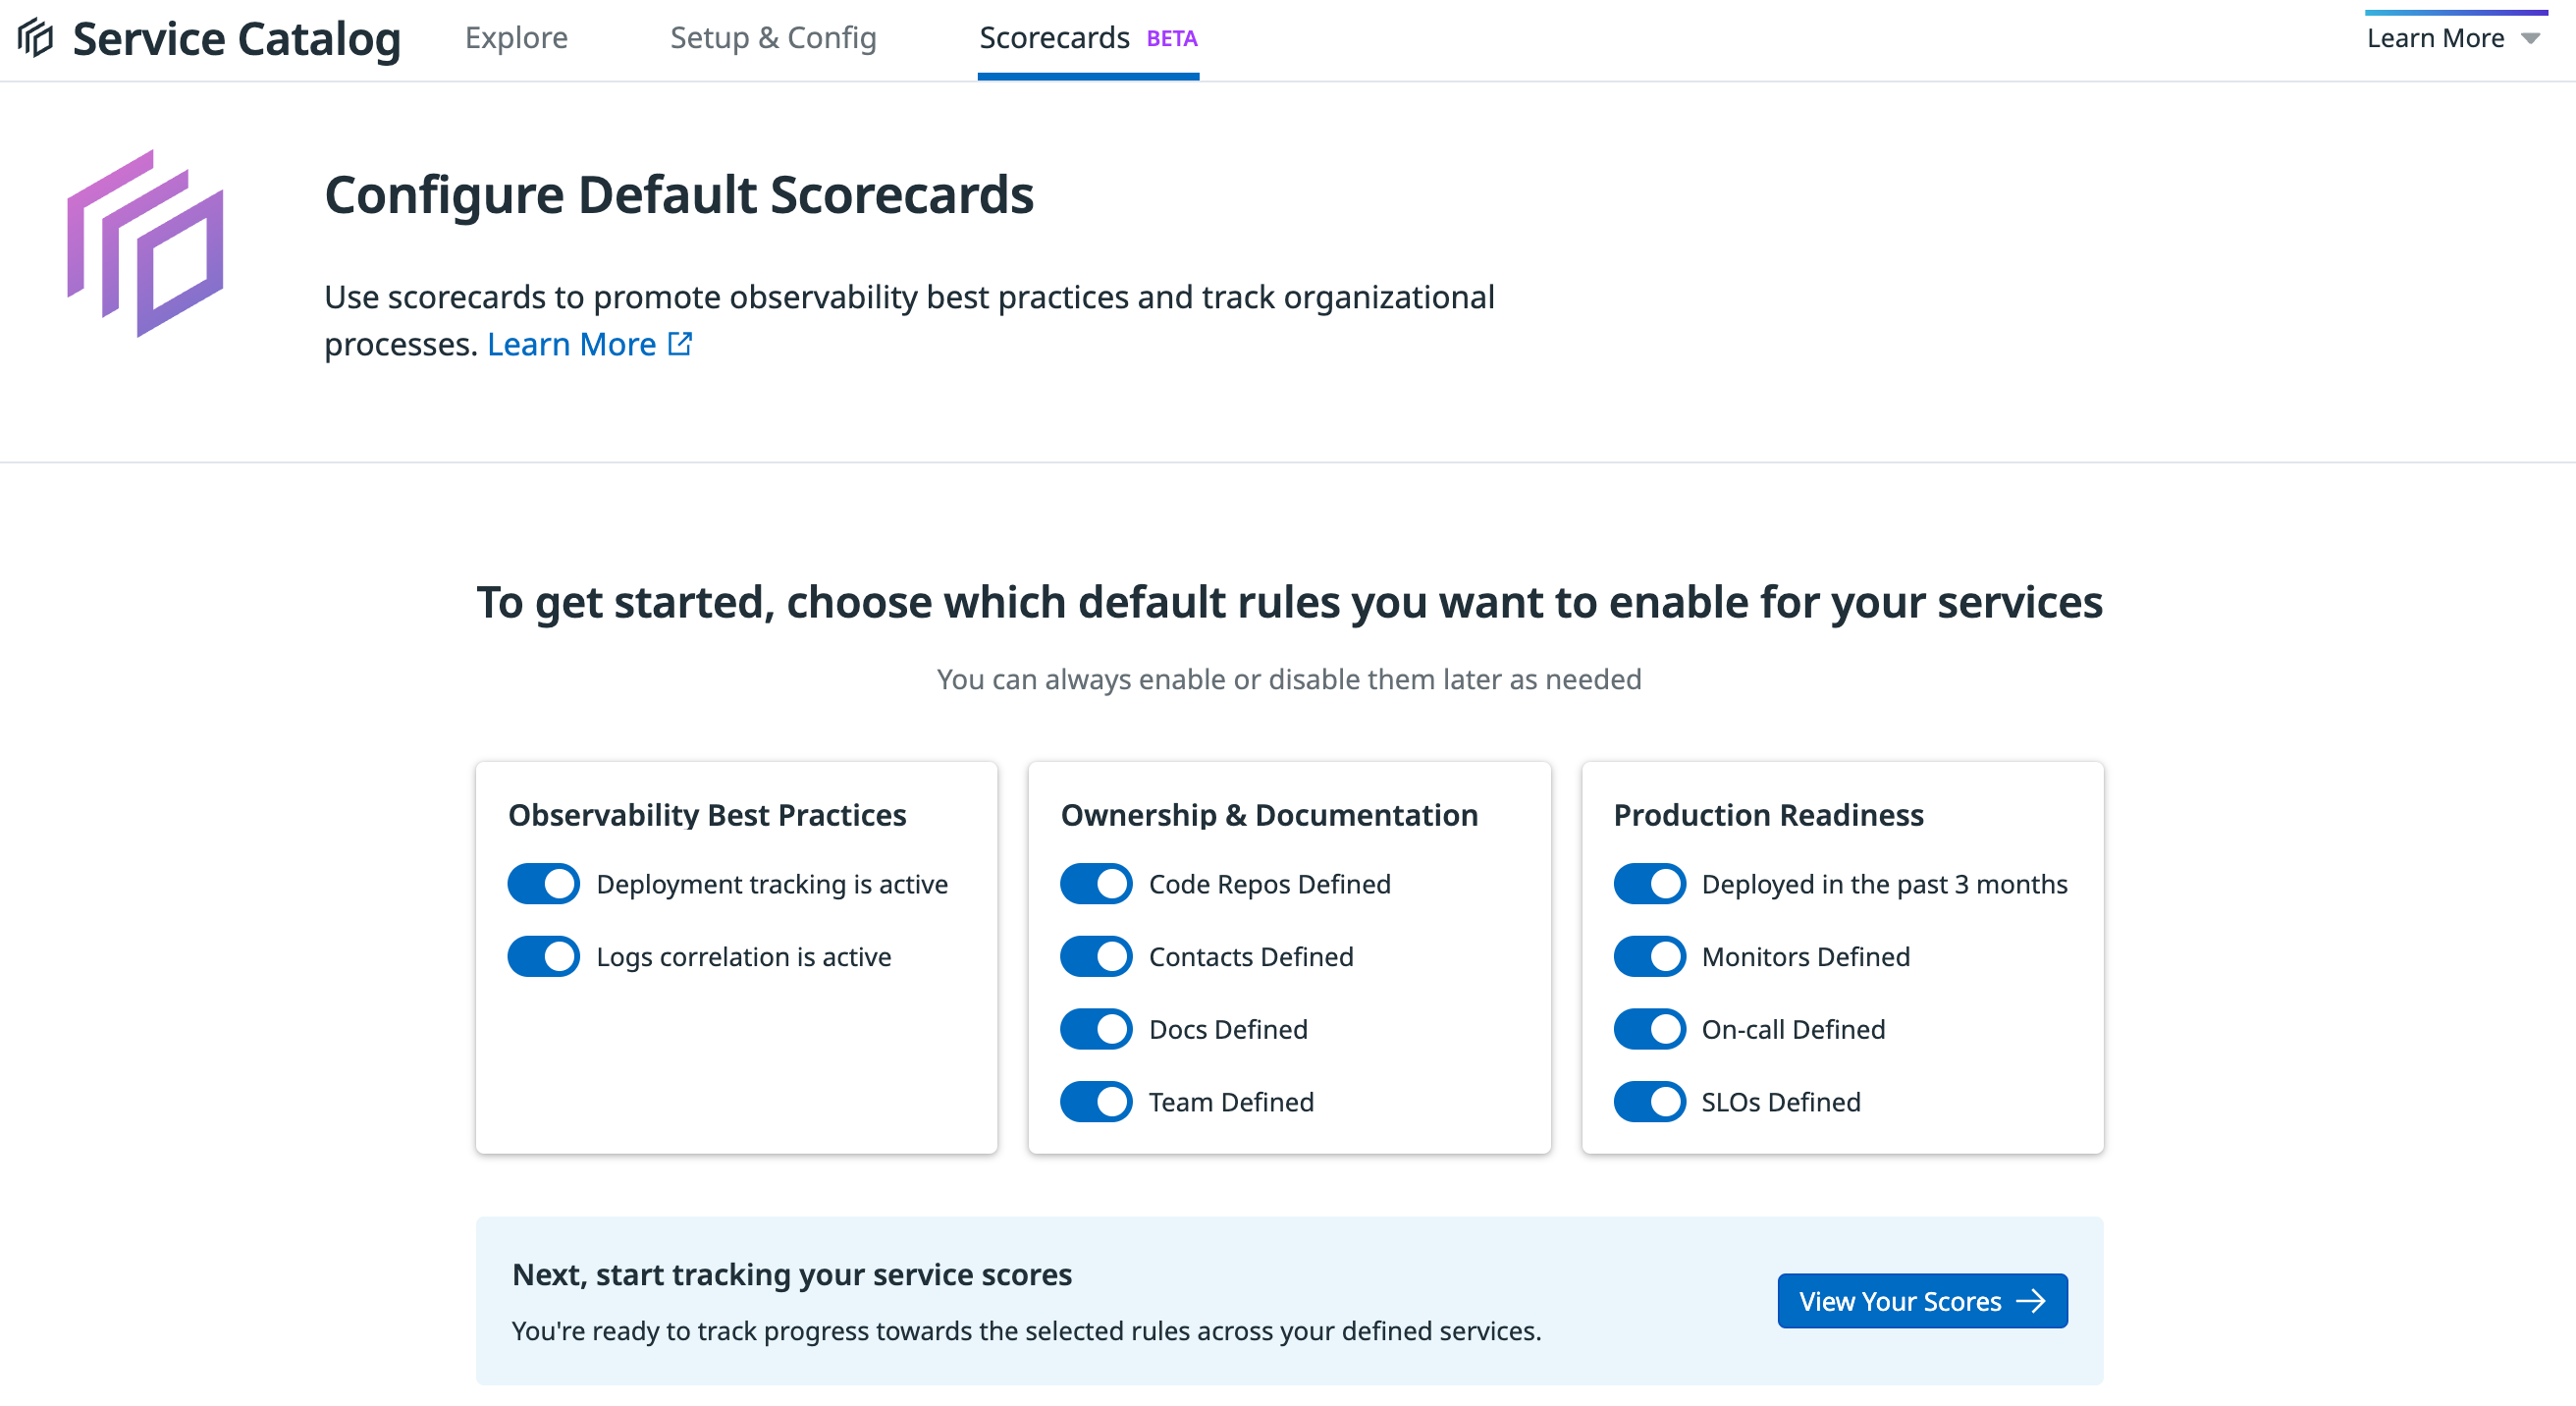 Service Catalog
Explore
Setup & Config
Scorecards BETA
Learn More
Configure Default Scorecards
Use scorecards to promote observability best practices and track organizational
processes. Learn More
To get started, choose which default rules you want to enable for your services
You can always enable or disable them later as needed
Observability Best Practices
Deployment tracking is active
Logs correlation is active
Ownership & Documentation
Code Repos Defined
Contacts Defined
Docs Defined
Team Defined
Production Readiness
Deployed in the past 3 months
Monitors Defined
On-call Defined
SLOs Defined
Next, start tracking your service scores
You're ready to track progress towards the selected rules across your defined services.
View Your Scores